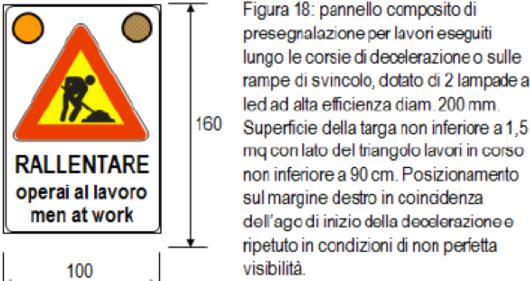 RALLENTARE
operai al lavoro
men at work
160
100
Figura 18: pannello composito di
presegnalazione per lavori eseguiti
lungo le corsie di decelerazione o sulle
rampe di svincolo, dotato di 2 lampade a
led ad alta efficienza diam. 200 mm.
Superficie della targa non inferiore a 1,5
mq con lato del triangolo lavori in corso
non inferiore a 90 cm. Posizionamento
sul margine destro in coincidenza
dell'ago di inizio della decelerazione e
ripetuto in condizioni di non perfetta
visibilità.